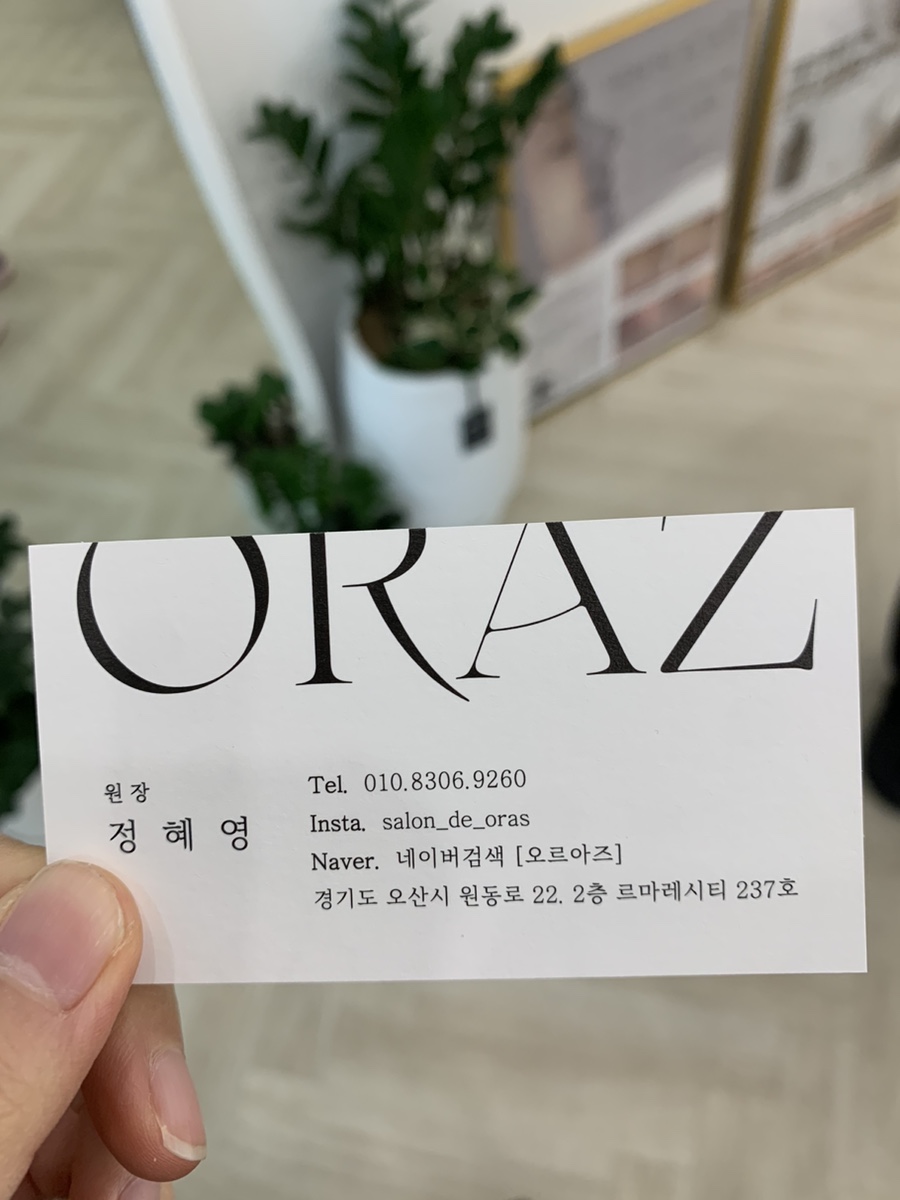 ORAZ
원장
정혜영
Tel. 010.8306.9260
Insta. salon_de_oras
Naver. 네이버검색 [오르아즈]
경기도 오산시 원동로 22. 2층 르마레시티 237호